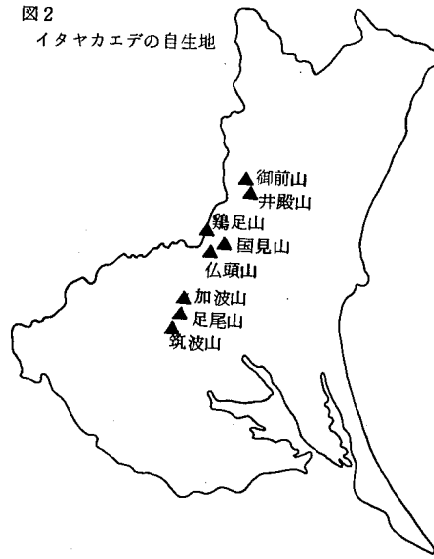 図2
イタヤカエデの自生地
御前山
井殿山
鶏足山
国見山
仏頭山
加波山
足尾山
筑波山